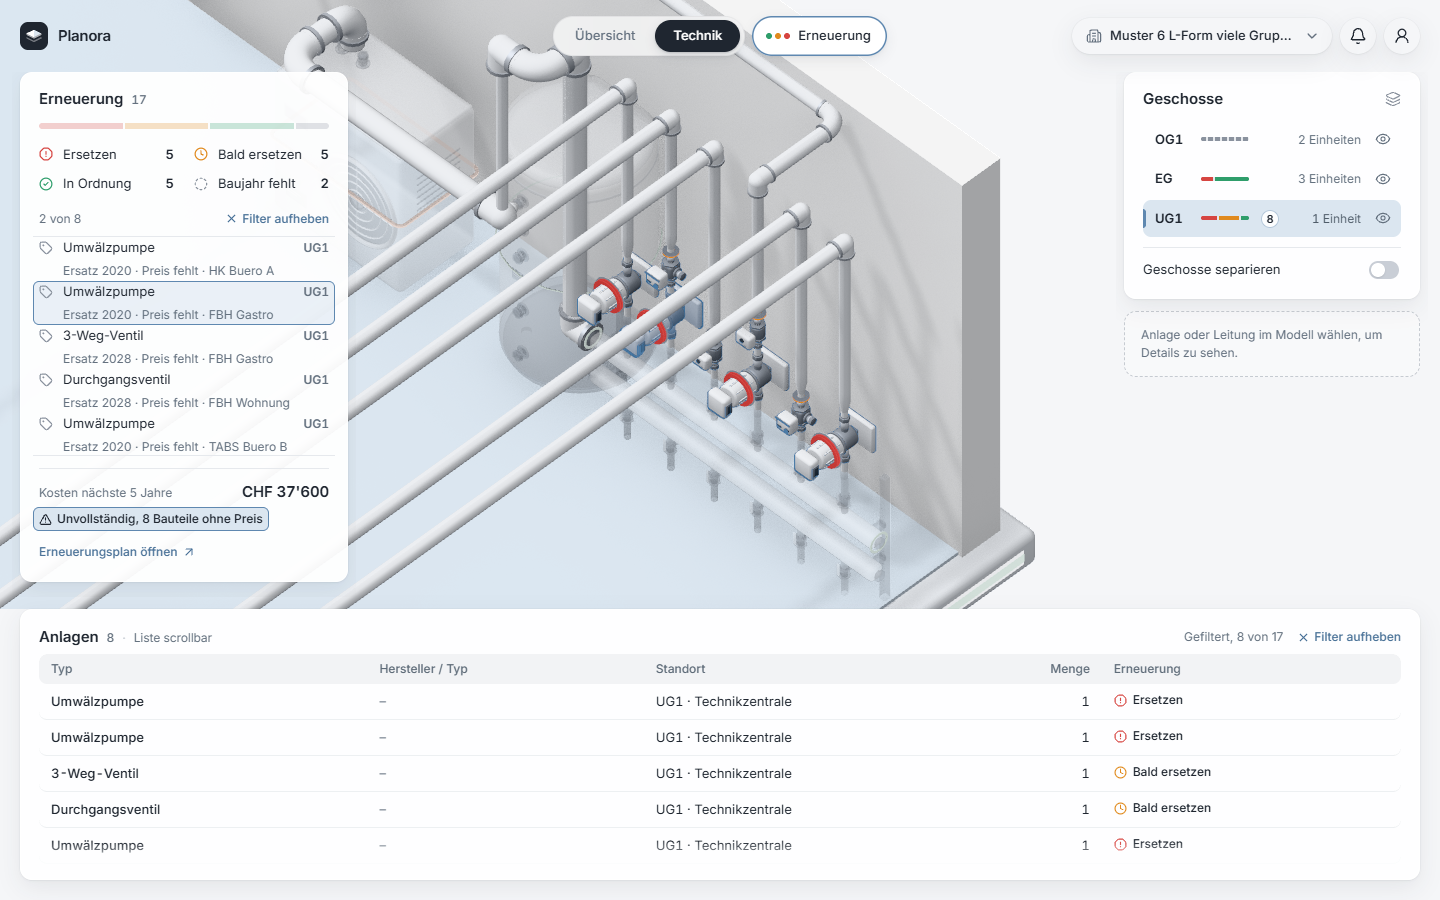 Planora
Übersicht
Technik
Erneuerung
Muster 6 L-Form viele Grup...
Erneuerung 17
Ersetzen 5
Bald ersetzen 5
In Ordnung 5
Baujahr fehlt 2
2 von 8
Filter aufheben
Umwälzpumpe UG1
Ersatz 2020 · Preis fehlt · HK Buero A
Umwälzpumpe UG1
Ersatz 2020 · Preis fehlt · FBH Gastro
3-Weg-Ventil UG1
Ersatz 2028 · Preis fehlt · FBH Gastro
Durchgangsventil UG1
Ersatz 2028 · Preis fehlt · FBH Wohnung
Umwälzpumpe UG1
Ersatz 2020 · Preis fehlt · TABS Buero B
Kosten nächste 5 Jahre CHF 37'600
Unvollständig, 8 Bauteile ohne Preis
Erneuerungsplan öffnen
Geschosse
OG1 2 Einheiten
EG 3 Einheiten
UG1 8 1 Einheit
Geschosse separieren
Anlage oder Leitung im Modell wählen, um
Details zu sehen.
Anlagen 8 · Liste scrollbar
Gefiltert, 8 von 17 Filter aufheben
Typ Hersteller / Typ Standort Menge Erneuerung
Umwälzpumpe – UG1 · Technikzentrale 1 Ersetzen
Umwälzpumpe – UG1 · Technikzentrale 1 Ersetzen
3-Weg-Ventil – UG1 · Technikzentrale 1 Bald ersetzen
Durchgangsventil – UG1 · Technikzentrale 1 Bald ersetzen
Umwälzpumpe – UG1 · Technikzentrale 1 Ersetzen